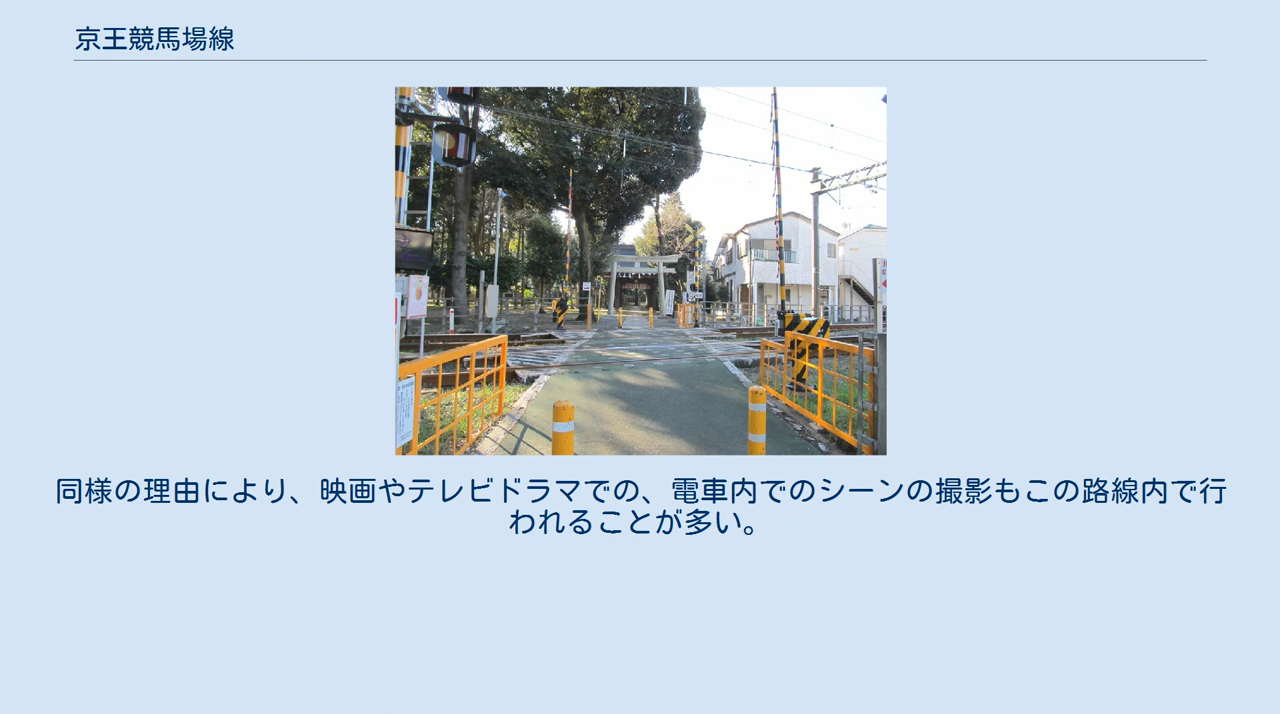 京王競馬場線
同様の理由により、映画やテレビドラマでの、電車内でのシーンの撮影もこの路線内で行
われることが多い。